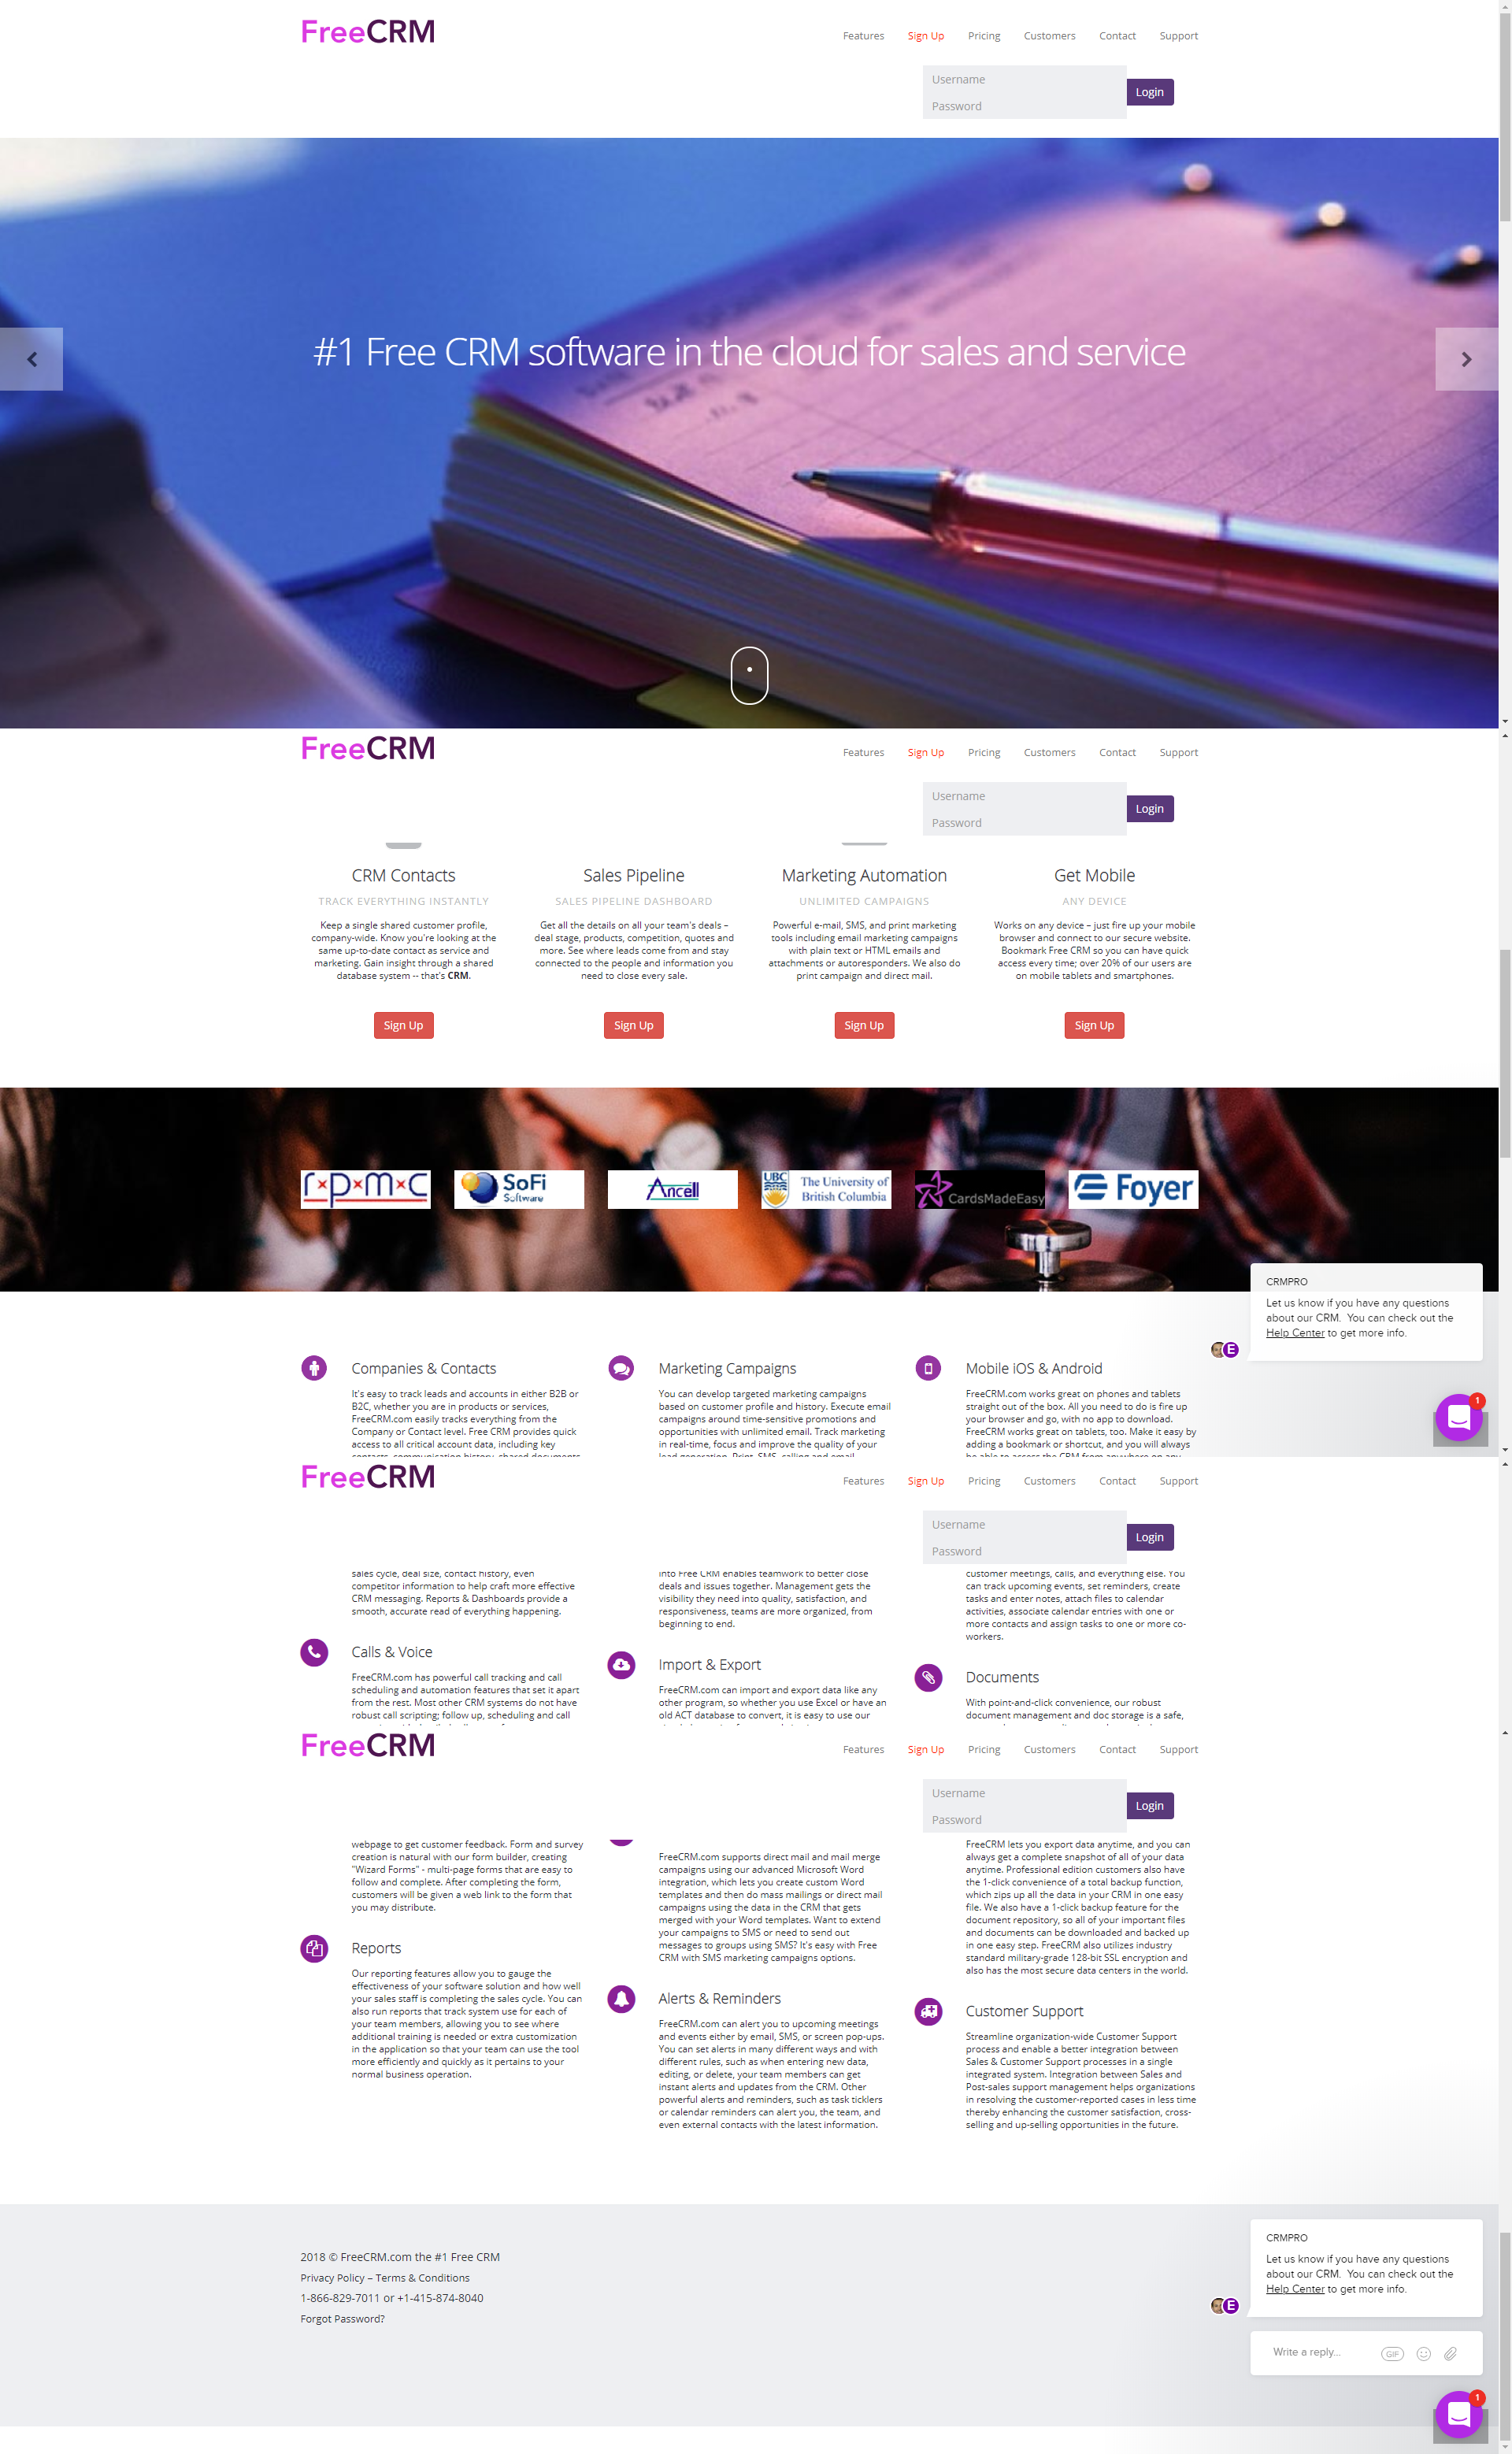 FreeCRM
Features Sign Up Pricing Customers Contact Support
Username
Password
Login
#1 Free CRM software in the cloud for sales and service
FreeCRM
Features Sign Up Pricing Customers Contact Support
Username
Password
Login
CRM Contacts
TRACK EVERYTHING INSTANTLY
Keep a single shared customer profile,
company-wide. Know you're looking at the
same up-to-date contact as service and
marketing. Gain insight through a shared
database system -- that's CRM.
Sign Up
Sales Pipeline
SALES PIPELINE DASHBOARD
Get all the details on all your team's deals –
deal stage, products, competition, quotes and
more. See where leads come from and stay
connected to the people and information you
need to close every sale.
Sign Up
Marketing Automation
UNLIMITED CAMPAIGNS
Powerful e-mail, SMS, and print marketing
tools including email marketing campaigns
with plain text or HTML emails and
attachments or autoresponders. We also do
print campaign and direct mail.
Sign Up
Get Mobile
ANY DEVICE
Works on any device – just fire up your mobile
browser and connect to our secure website.
Bookmark Free CRM so you can have quick
access every time; over 20% of our users are
on mobile tablets and smartphones.
Sign Up
r·p·m·c
SoFi
Software
Ancell
UBC
The University of
British Columbia
CardsMadeEasy
Foyer
CRMPRO
Let us know if you have any questions
about our CRM. You can check out the
Help Center to get more info.
E
1
Companies & Contacts
It's easy to track leads and accounts in either B2B or
B2C, whether you are in products or services,
FreeCRM.com easily tracks everything from the
Company or Contact level. Free CRM provides quick
access to all critical account data, including key
contacts, communication history, shared documents
Marketing Campaigns
You can develop targeted marketing campaigns
based on customer profile and history. Execute email
campaigns around time-sensitive promotions and
opportunities with unlimited email. Track marketing
in real-time, focus and improve the quality of your
lead generation. Print, SMS, calling and email
Mobile iOS & Android
FreeCRM.com works great on phones and tablets
straight out of the box. All you need to do is fire up
your browser and go, with no app to download.
FreeCRM works great on tablets, too. Make it easy by
adding a bookmark or shortcut, and you will always
be able to access the CRM from anywhere on any
FreeCRM
Features Sign Up Pricing Customers Contact Support
Username
Password
Login
sales cycle, deal size, contact history, even
competitor information to help craft more effective
CRM messaging. Reports & Dashboards provide a
smooth, accurate read of everything happening.
Calls & Voice
FreeCRM.com has powerful call tracking and call
scheduling and automation features that set it apart
from the rest. Most other CRM systems do not have
robust call scripting; follow up, scheduling and call
into Free CRM enables teamwork to better close
deals and issues together. Management gets the
visibility they need into quality, satisfaction, and
responsiveness, teams are more organized, from
beginning to end.
Import & Export
FreeCRM.com can import and export data like any
other program, so whether you use Excel or have an
old ACT database to convert, it is easy to use our
customer meetings, calls, and everything else. You
can track upcoming events, set reminders, create
tasks and enter notes, attach files to calendar
activities, associate calendar entries with one or
more contacts and assign tasks to one or more co-
workers.
Documents
With point-and-click convenience, our robust
document management and doc storage is a safe,
FreeCRM
Features Sign Up Pricing Customers Contact Support
Username
Password
Login
webpage to get customer feedback. Form and survey
creation is natural with our form builder, creating
"Wizard Forms" - multi-page forms that are easy to
follow and complete. After completing the form,
customers will be given a web link to the form that
you may distribute.
Reports
Our reporting features allow you to gauge the
effectiveness of your software solution and how well
your sales staff is completing the sales cycle. You can
also run reports that track system use for each of
your team members, allowing you to see where
additional training is needed or extra customization
in the application so that your team can use the tool
more efficiently and quickly as it pertains to your
normal business operation.
FreeCRM.com supports direct mail and mail merge
campaigns using our advanced Microsoft Word
integration, which lets you create custom Word
templates and then do mass mailings or direct mail
campaigns using the data in the CRM that gets
merged with your Word templates. Want to extend
your campaigns to SMS or need to send out
messages to groups using SMS? It's easy with Free
CRM with SMS marketing campaigns options.
Alerts & Reminders
FreeCRM.com can alert you to upcoming meetings
and events either by email, SMS, or screen pop-ups.
You can set alerts in many different ways and with
different rules, such as when entering new data,
editing, or delete, your team members can get
instant alerts and updates from the CRM. Other
powerful alerts and reminders, such as task ticklers
or calendar reminders can alert you, the team, and
even external contacts with the latest information.
FreeCRM lets you export data anytime, and you can
always get a complete snapshot of all of your data
anytime. Professional edition customers also have
the 1-click convenience of a total backup function,
which zips up all the data in your CRM in one easy
file. We also have a 1-click backup feature for the
document repository, so all of your important files
and documents can be downloaded and backed up
in one easy step. FreeCRM also utilizes industry
standard military-grade 128-bit SSL encryption and
also has the most secure data centers in the world.
Customer Support
Streamline organization-wide Customer Support
process and enable a better integration between
Sales & Customer Support processes in a single
integrated system. Integration between Sales and
Post-sales support management helps organizations
in resolving the customer-reported cases in less time
thereby enhancing the customer satisfaction, cross-
selling and up-selling opportunities in the future.
2018 © FreeCRM.com the #1 Free CRM
Privacy Policy – Terms & Conditions
1-866-829-7011 or +1-415-874-8040
Forgot Password?
CRMPRO
Let us know if you have any questions
about our CRM. You can check out the
Help Center to get more info.
E
Write a reply...
GIF
1